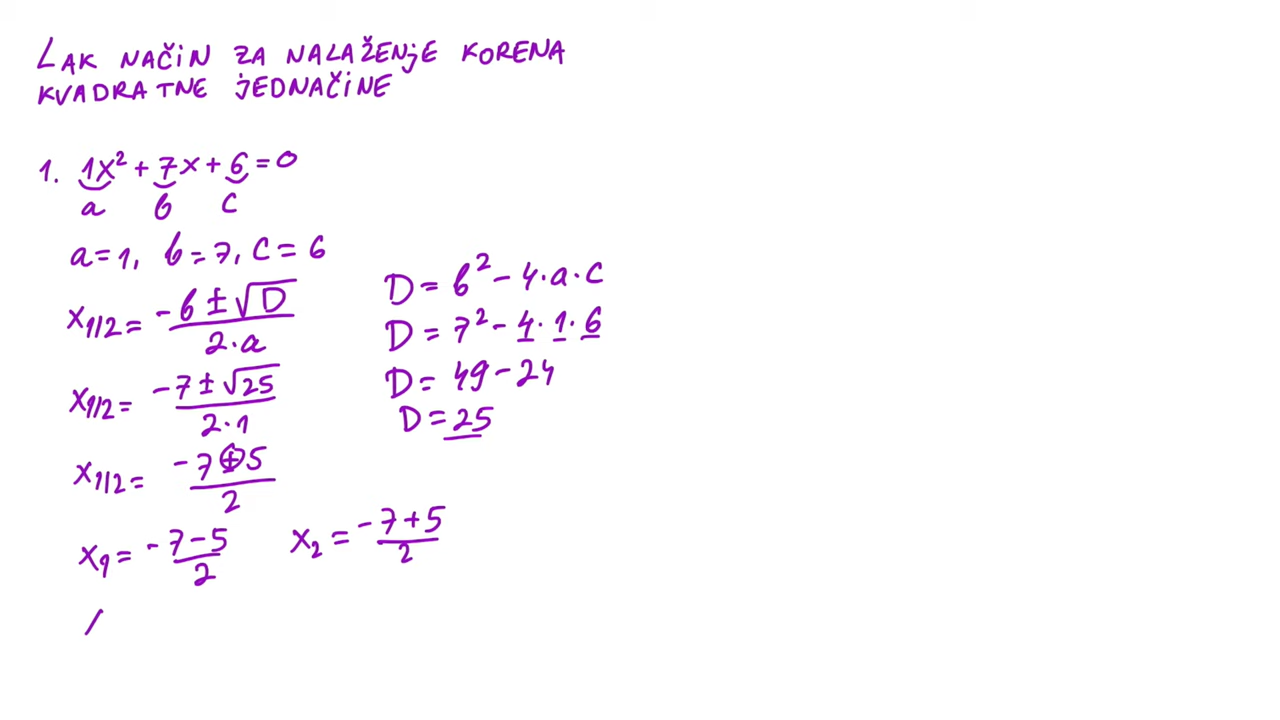 LAK NAČIN ZA NALAŽENjE KORENA
KVADRATNE jEDNAČINE
1. 1x² + 7x + 6 = 0
a b c
a = 1, b = 7, c = 6
x₁/₂ = (-b ± √D) / (2·a)
x₁/₂ = (-7 ± √25) / (2·1)
x₁/₂ = (-7 ± 5) / 2
x₁ = (-7 - 5) / 2 x₂ = (-7 + 5) / 2
D = b² - 4·a·c
D = 7² - 4·1·6
D = 49 - 24
D = 25